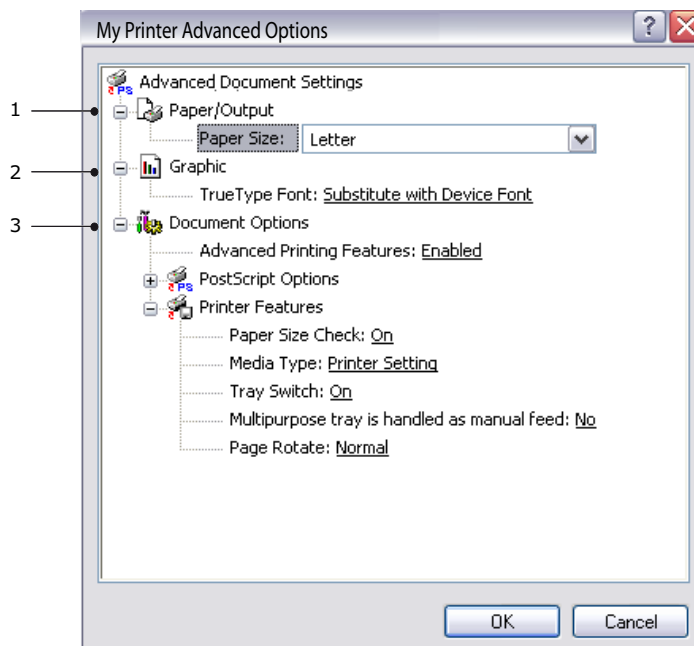 My Printer Advanced Options
Advanced Document Settings
1 Paper/Output
Paper Size: Letter
2 Graphic
TrueType Font: Substitute with Device Font
3 Document Options
Advanced Printing Features: Enabled
PS PostScript Options
Printer Features
Paper Size Check: On
Media Type: Printer Setting
Tray Switch: On
Multipurpose tray is handled as manual feed: No
Page Rotate: Normal
OK Cancel